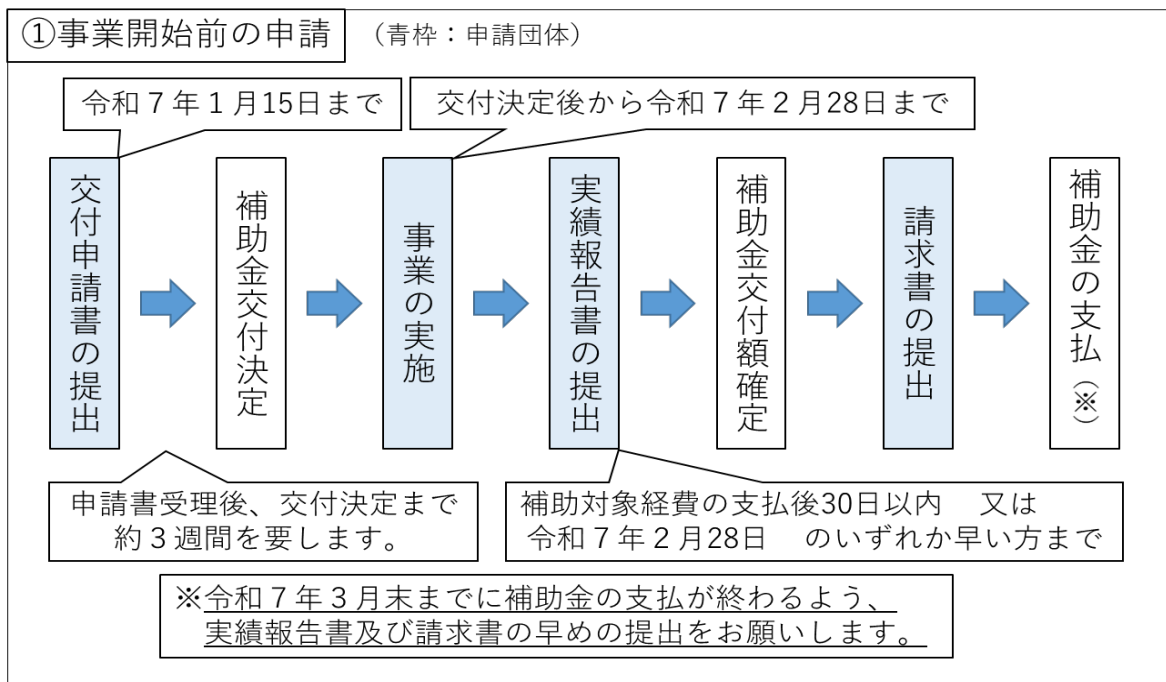 ①事業開始前の申請
(青枠:申請団体)
令和7年1月15日まで
交付決定後から令和7年2月28日まで
交付申請書の提出
補助金交付決定
事業の実施
実績報告書の提出
補助金交付額確定
請求書の提出
補助金の支払(※)
申請書受理後、交付決定まで
約3週間を要します。
補助対象経費の支払後30日以内 又は
令和7年2月28日 のいずれか早い方まで
※令和7年3月末までに補助金の支払が終わるよう、
実績報告書及び請求書の早めの提出をお願いします。